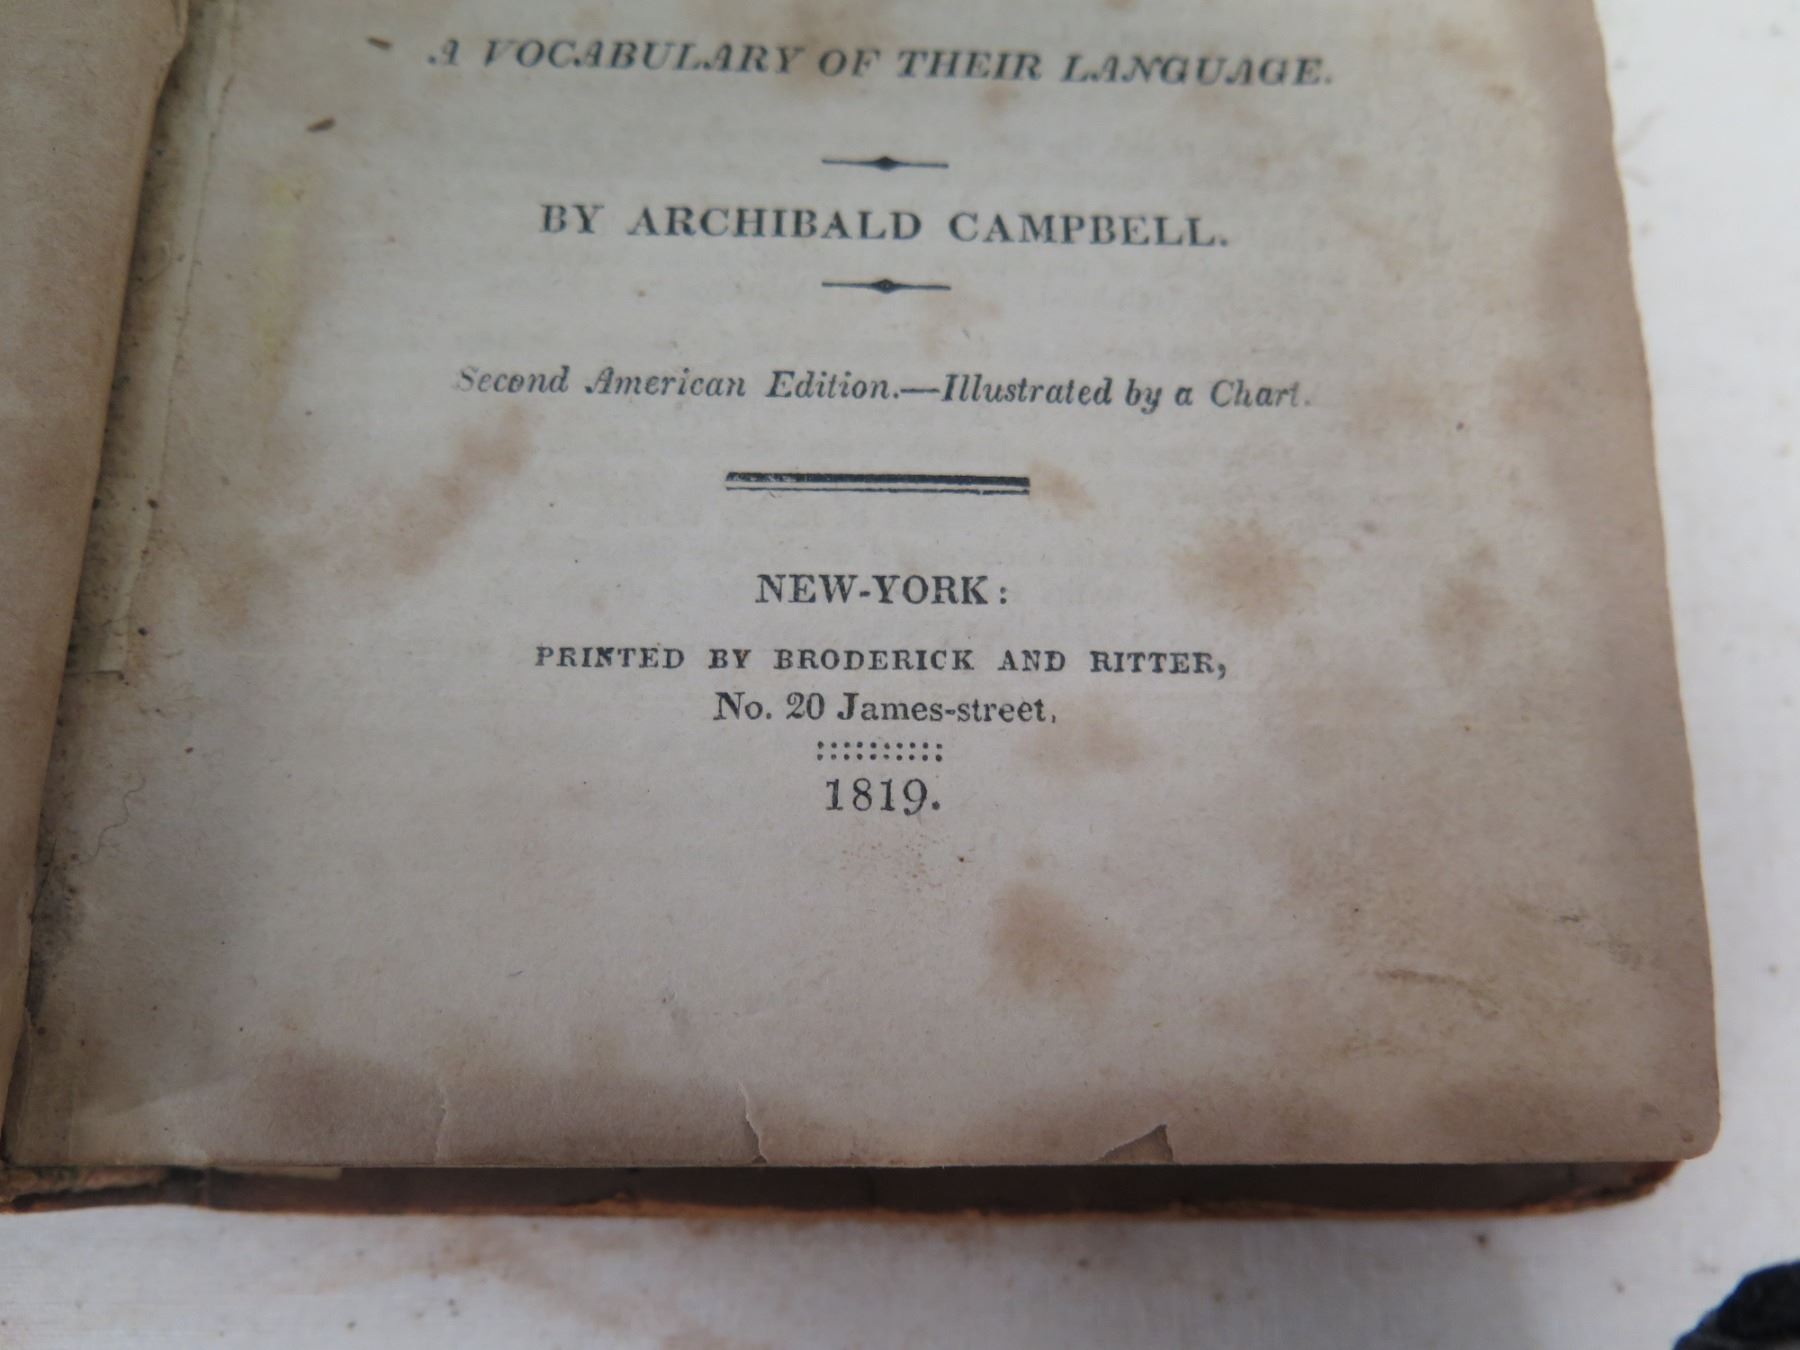 A VOCABULARY OF THEIR LANGUAGE.
BY ARCHIBALD CAMPBELL.
Second American Edition.—Illustrated by a Chart.
NEW-YORK:
PRINTED BY BRODERICK AND RITTER,
No. 20 James-street,
1819.